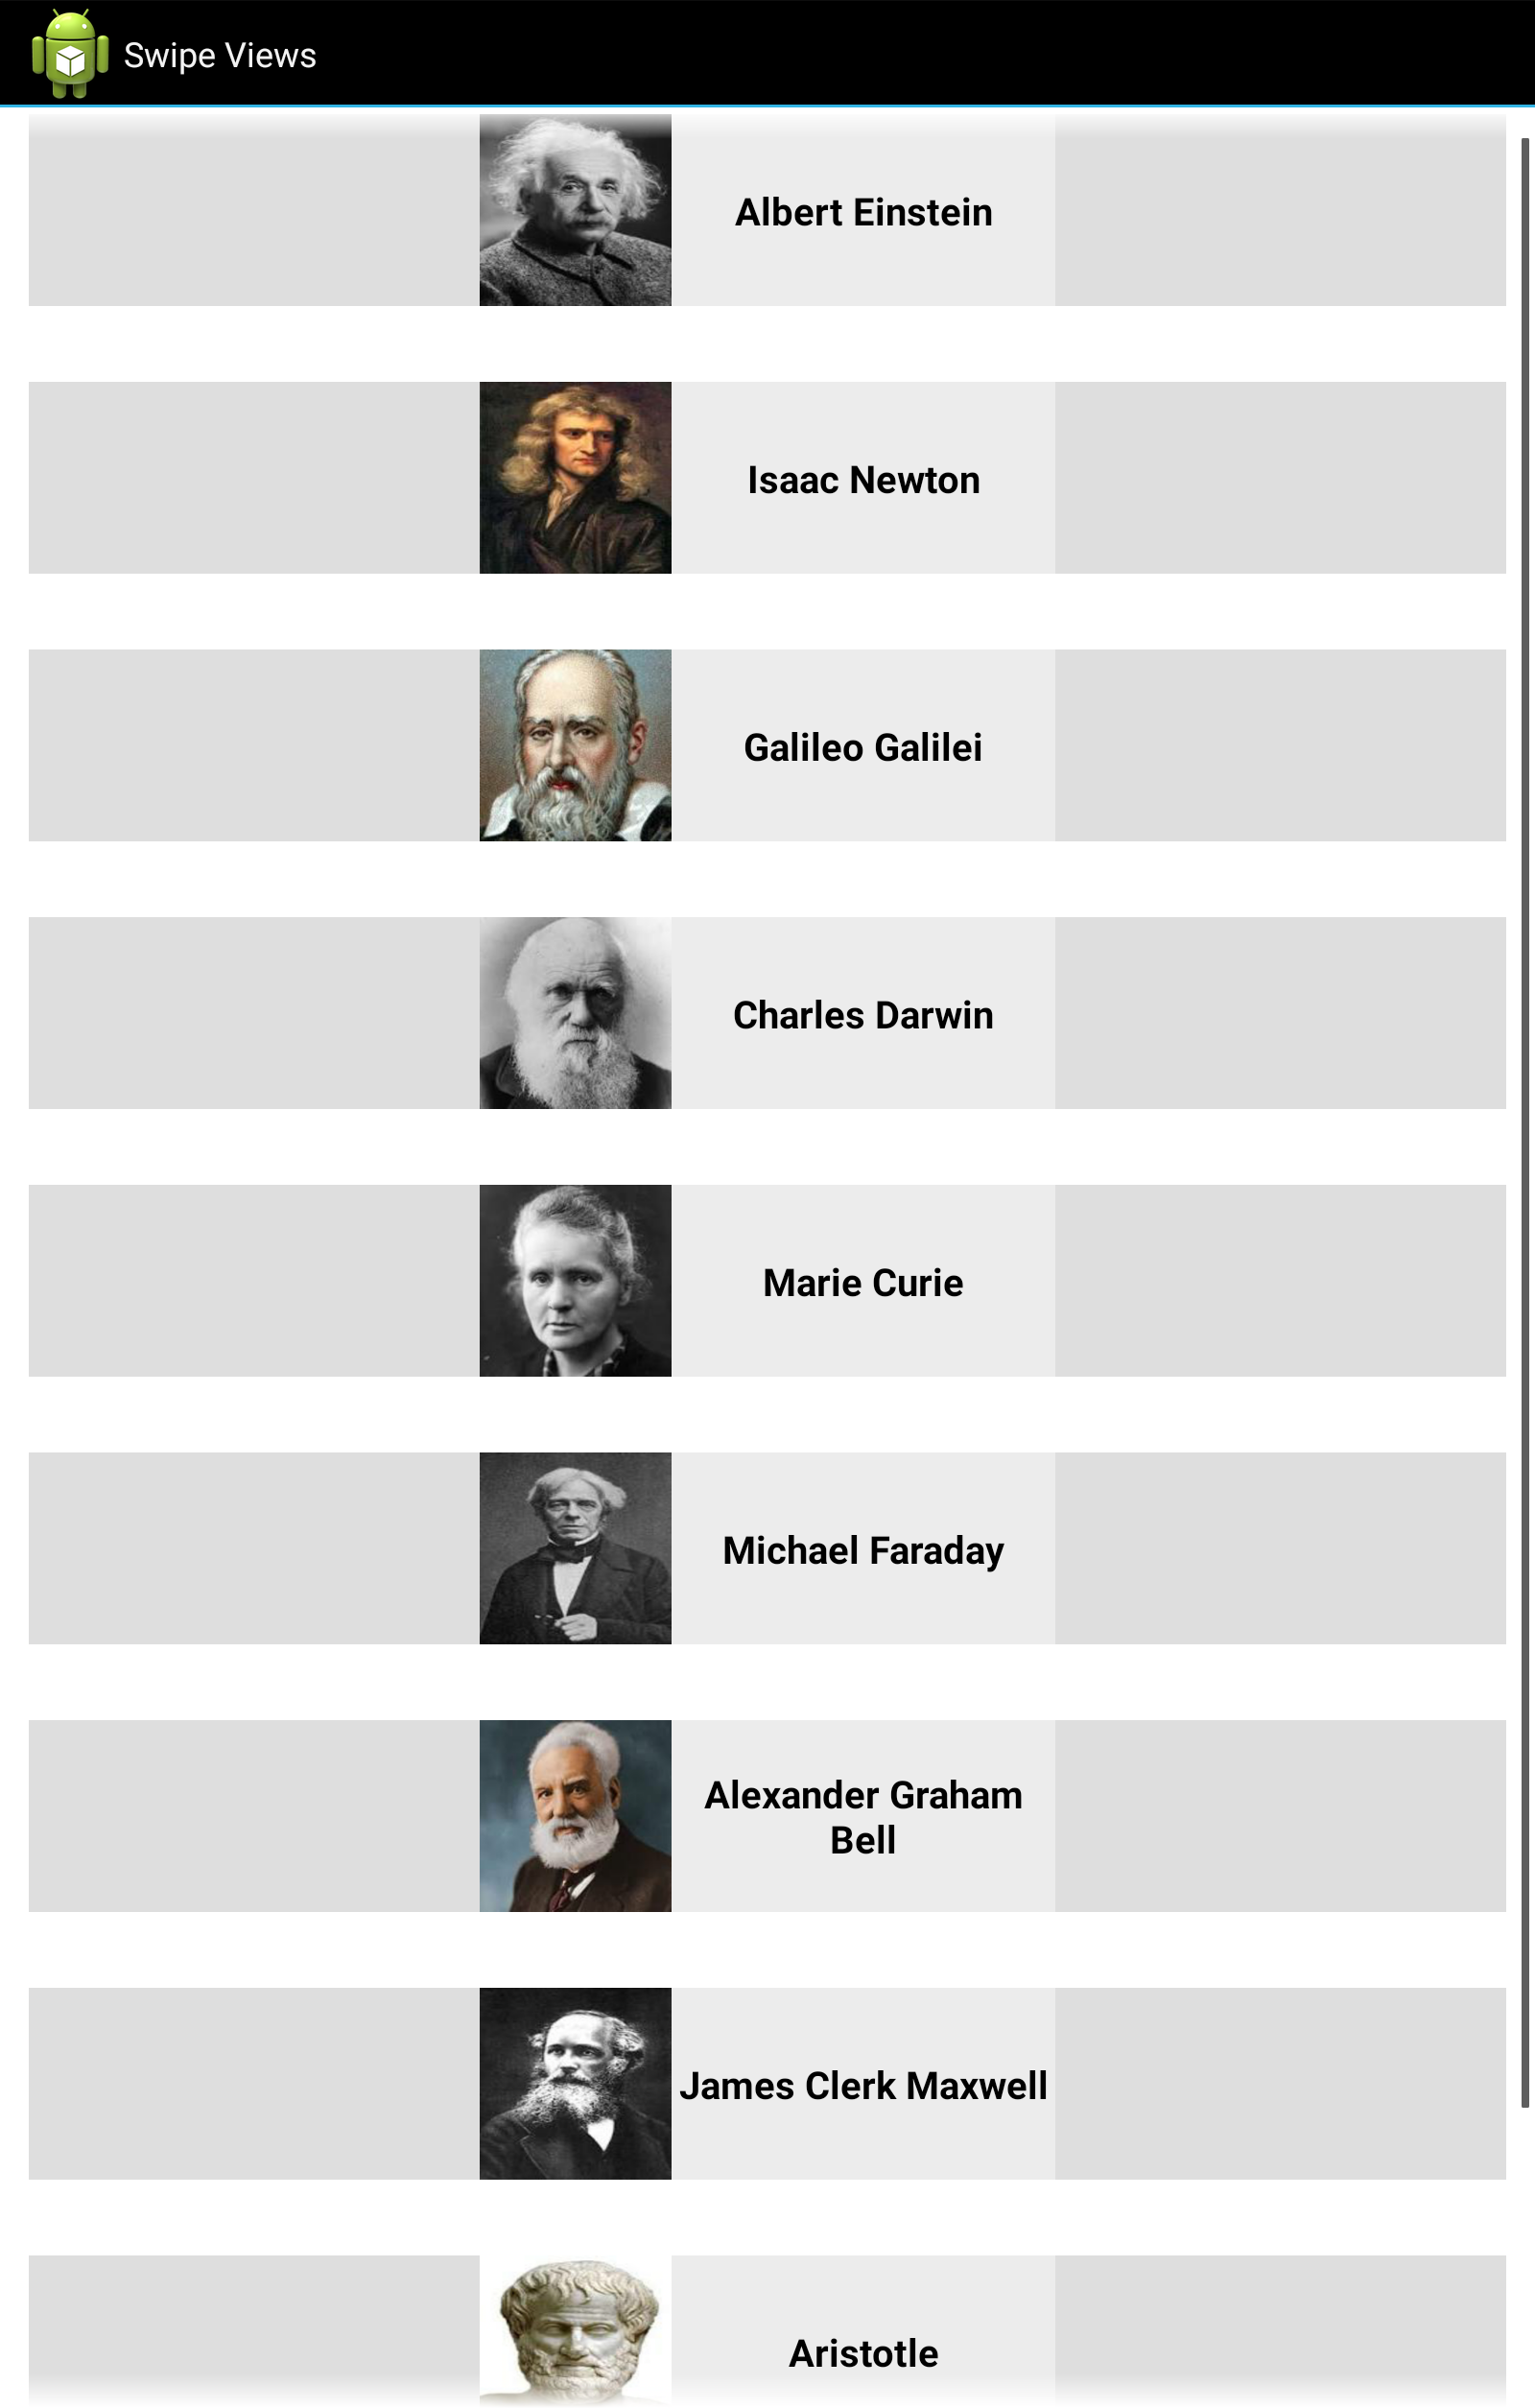 Swipe Views
Albert Einstein
Isaac Newton
Galileo Galilei
Charles Darwin
Marie Curie
Michael Faraday
Alexander Graham
Bell
James Clerk Maxwell
Aristotle